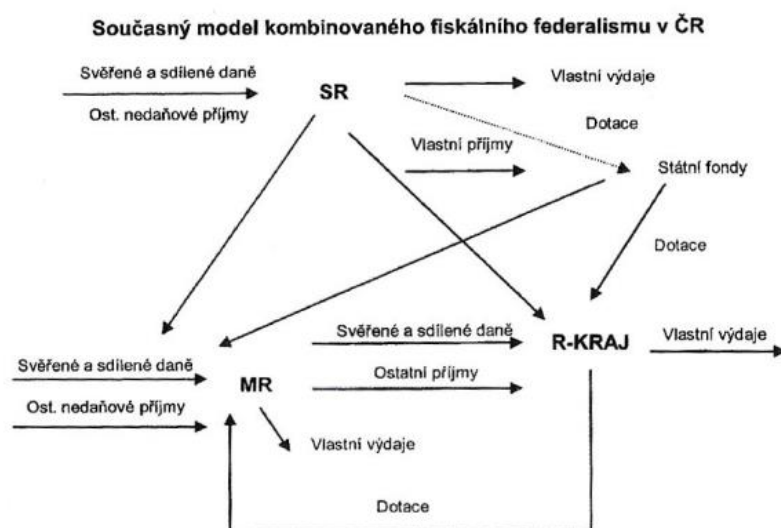 Současný model kombinovaného fiskálního federalismu v ČR
Svěřené a sdílené daně
SR
Vlastní výdaje
Ost. nedaňové příjmy
Dotace
Vlastní příjmy
Státní fondy
Dotace
Svěřené a sdílené daně
R-KRAJ
Vlastní výdaje
Svěřené a sdílené daně
MR
Ostatní příjmy
Ost. nedaňové příjmy
Vlastní výdaje
Dotace